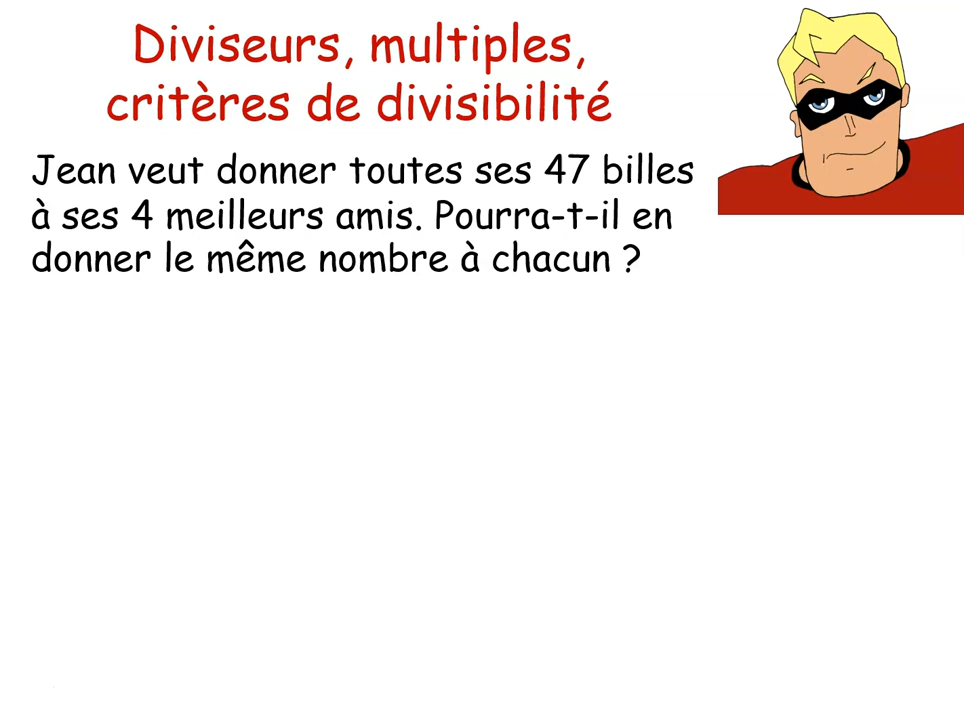 Diviseurs, multiples,
critères de divisibilité
Jean veut donner toutes ses 47 billes
à ses 4 meilleurs amis. Pourra-t-il en
donner le même nombre à chacun ?